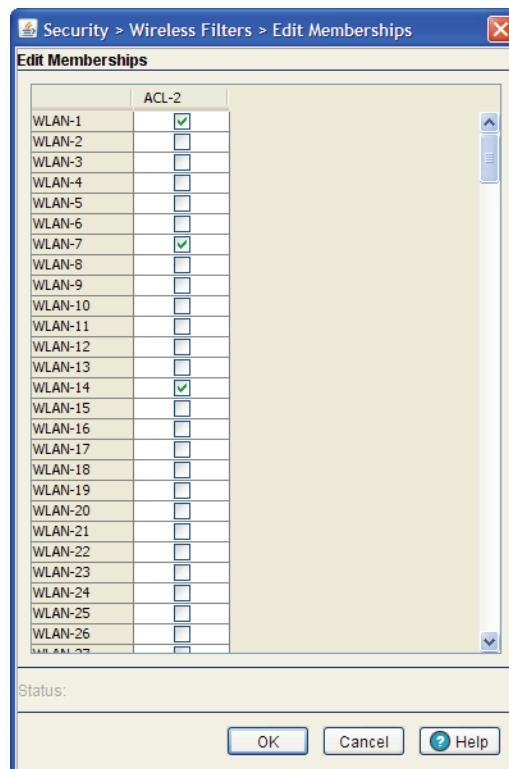 Security > Wireless Filters > Edit Memberships
Edit Memberships
ACL-2
WLAN-1
WLAN-2
WLAN-3
WLAN-4
WLAN-5
WLAN-6
WLAN-7
WLAN-8
WLAN-9
WLAN-10
WLAN-11
WLAN-12
WLAN-13
WLAN-14
WLAN-15
WLAN-16
WLAN-17
WLAN-18
WLAN-19
WLAN-20
WLAN-21
WLAN-22
WLAN-23
WLAN-24
WLAN-25
WLAN-26
WLAN-27
Status:
OK Cancel ? Help